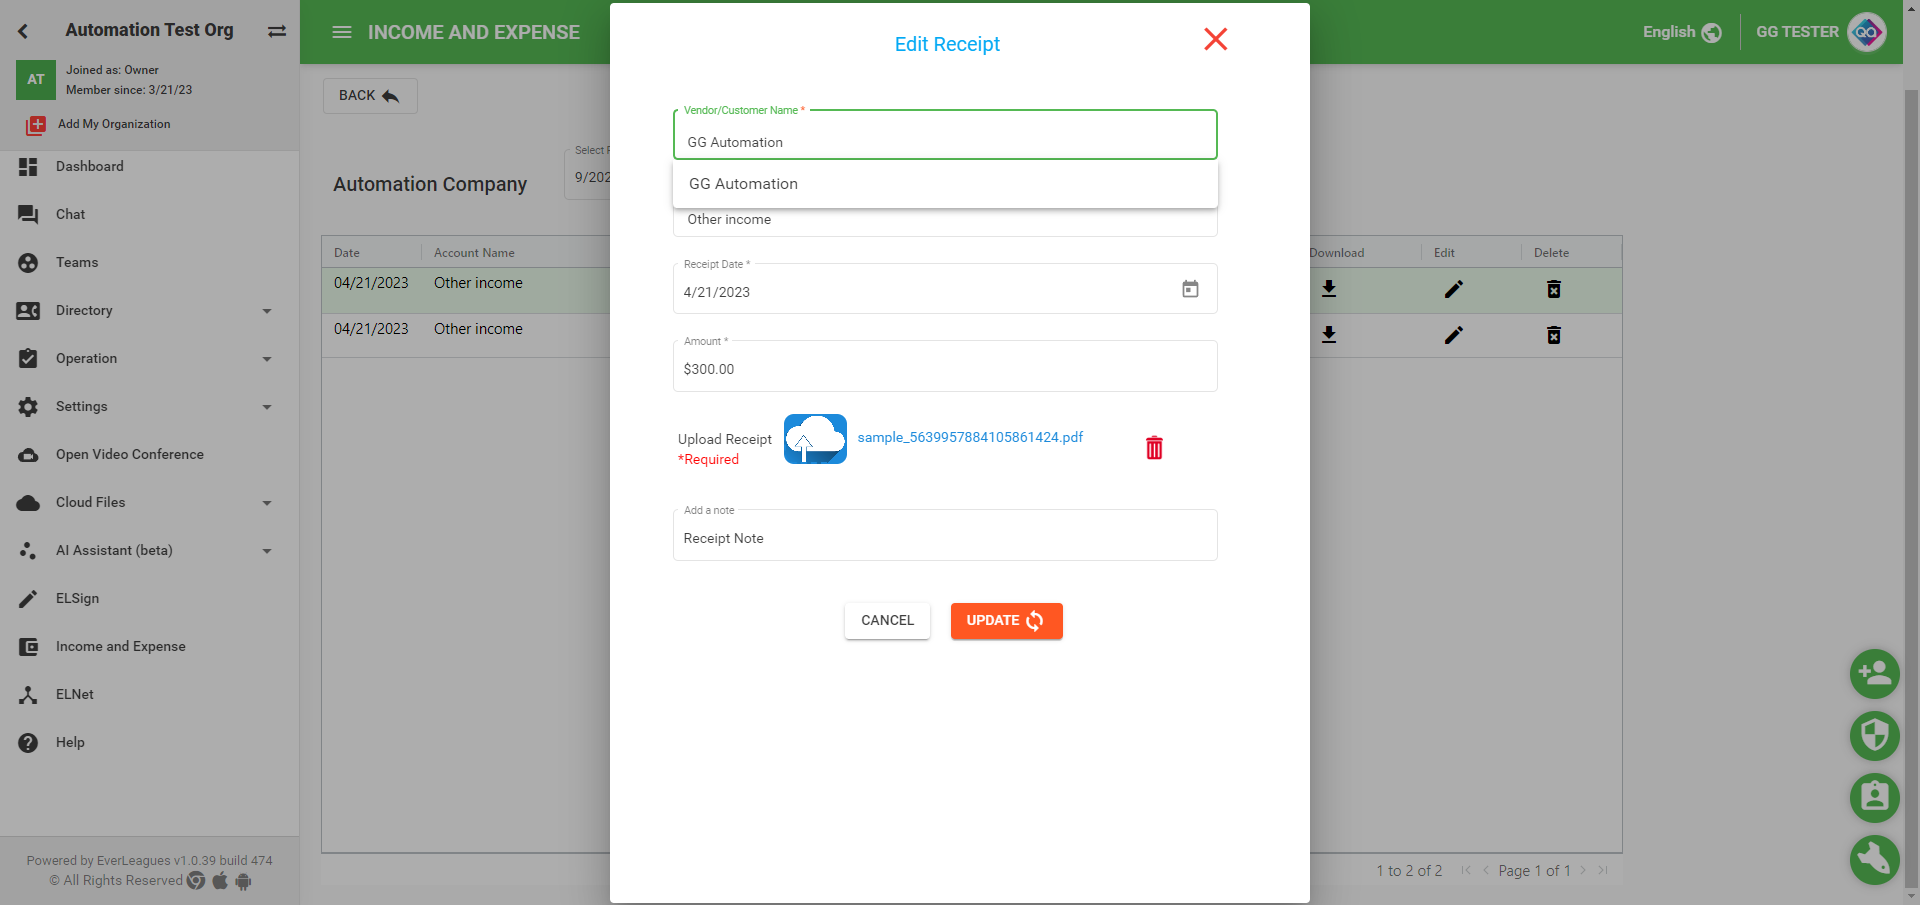 Automation Test Org
AT
Joined as: Owner
Member since: 3/21/23
Add My Organization
Dashboard
Chat
Teams
Directory
Operation
Settings
Open Video Conference
Cloud Files
AI Assistant (beta)
ELSign
Income and Expense
ELNet
Help
Powered by EverLeagues v1.0.39 build 474
© All Rights Reserved
INCOME AND EXPENSE
English
GG TESTER
BACK
Automation Company
Select
9/202
Date
Account Name
Download
Edit
Delete
04/21/2023
Other income
04/21/2023
Other income
1 to 2 of 2
Page 1 of 1
Edit Receipt
Vendor/Customer Name *
GG Automation
GG Automation
Other income
Receipt Date *
4/21/2023
Amount *
$300.00
Upload Receipt
*Required
sample_5639957884105861424.pdf
Add a note
Receipt Note
CANCEL
UPDATE